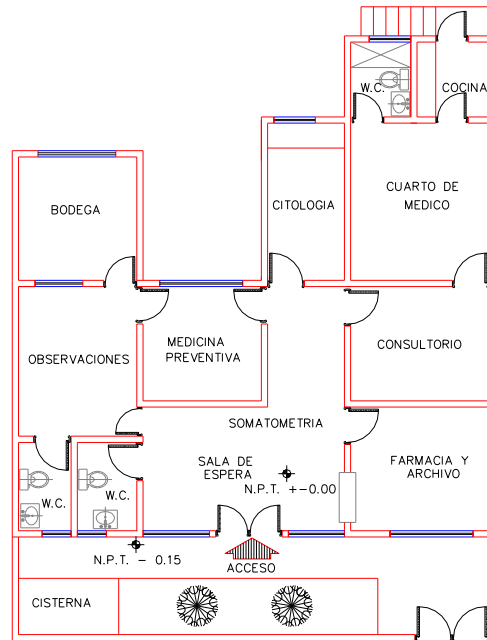 W.C.
COCINA
CUARTO DE
MEDICO
BODEGA
CITOLOGIA
MEDICINA
PREVENTIVA
OBSERVACIONES
CONSULTORIO
SOMATOMETRIA
SALA DE
ESPERA
N.P.T. +-0.00
FARMACIA Y
ARCHIVO
W.C.
W.C.
N.P.T. - 0.15
ACCESO
CISTERNA